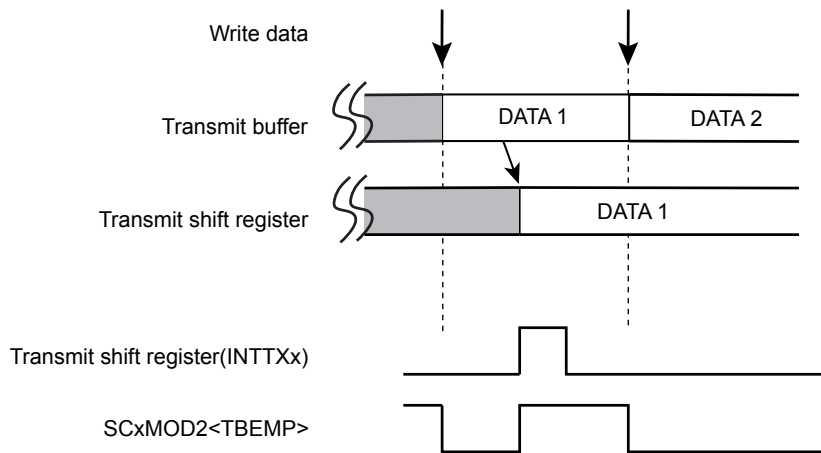 Write data
Transmit buffer
DATA 1
DATA 2
Transmit shift register
DATA 1
Transmit shift register(INTTXx)
SCxMOD2<TBEMP>